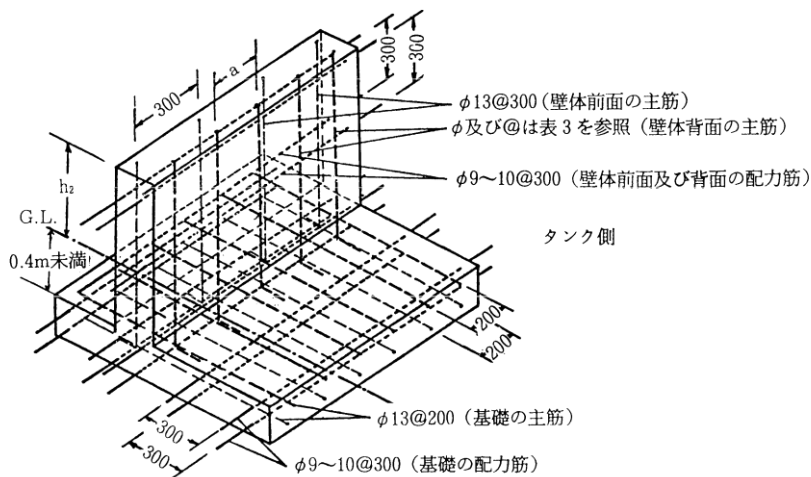 300
300
300
a
φ13@300（壁体前面の主筋）
φ及び@は表3を参照（壁体背面の主筋）
φ9〜10@300（壁体前面及び背面の配力筋）
h₂
G.L.
0.4m未満
タンク側
200
200
φ13@200（基礎の主筋）
300
300
φ9〜10@300（基礎の配力筋）